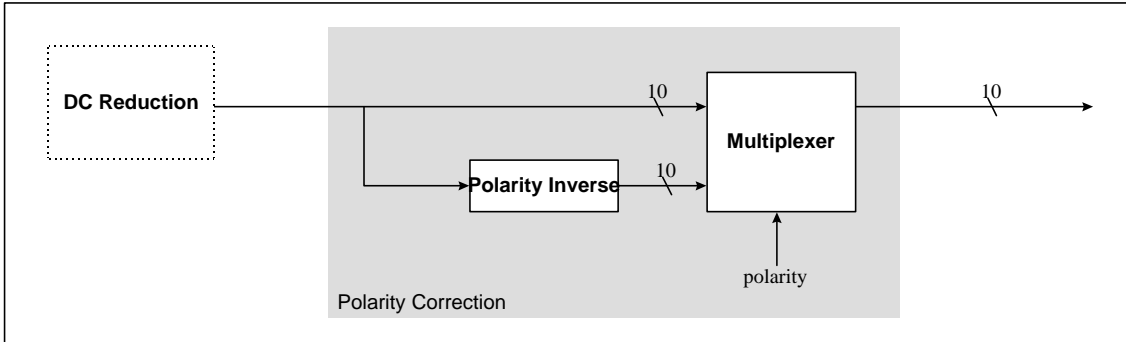 DC Reduction
10
10
Multiplexer
Polarity Inverse
10
polarity
Polarity Correction